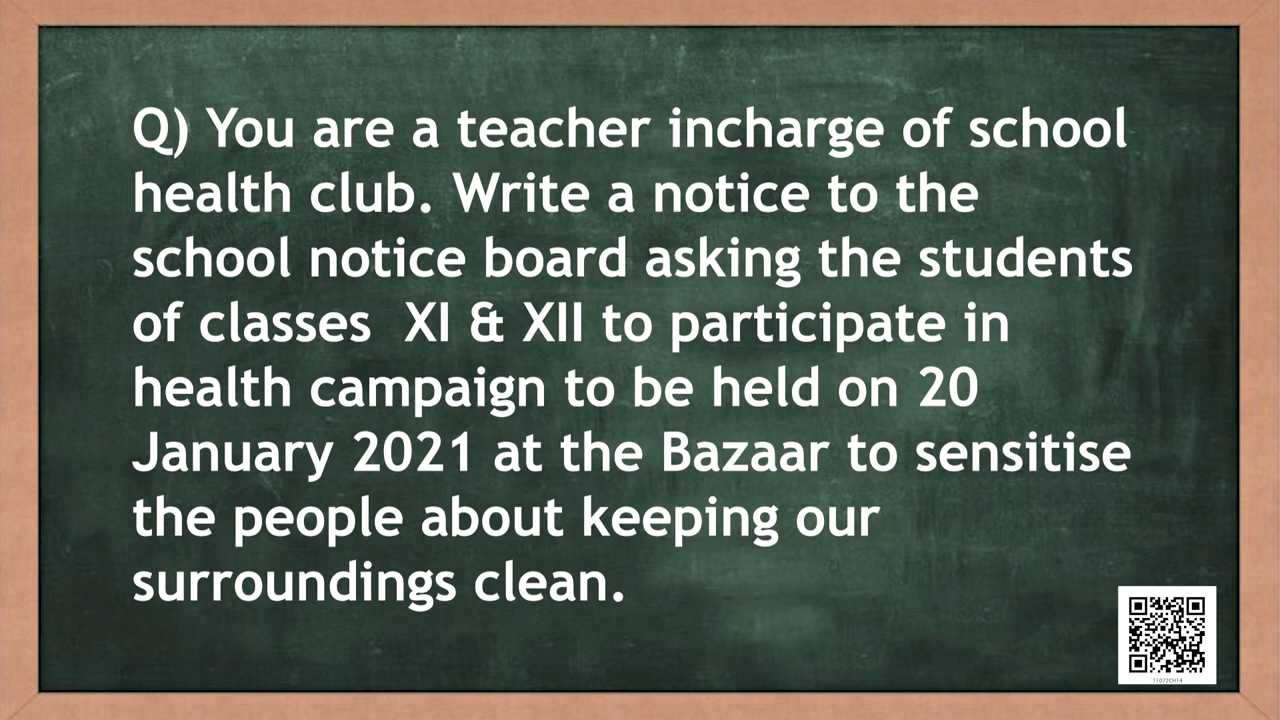 Q) You are a teacher incharge of school
health club. Write a notice to the
school notice board asking the students
of classes  XI & XII to participate in
health campaign to be held on 20
January 2021 at the Bazaar to sensitise
the people about keeping our
surroundings clean.
11072CH14